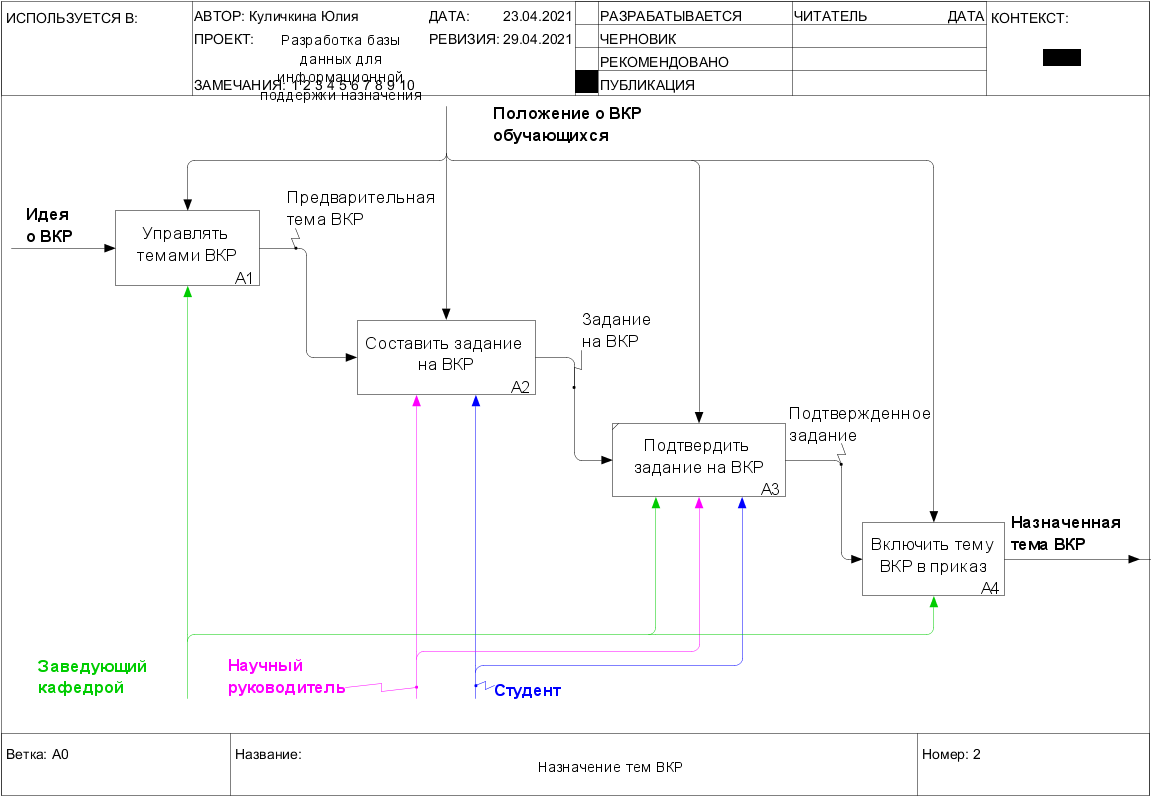 ИСПОЛЬЗУЕТСЯ В:
АВТОР: Куличкина Юлия
ДАТА: 23.04.2021
РАЗРАБАТЫВАЕТСЯ
ЧИТАТЕЛЬ
ДАТА
КОНТЕКСТ:
ПРОЕКТ: Разработка базы
данных для
информационной
поддержки назначения
РЕВИЗИЯ: 29.04.2021
ЧЕРНОВИК
РЕКОМЕНДОВАНО
ЗАМЕЧАНИЯ: 1 2 3 4 5 6 7 8 9 10
ПУБЛИКАЦИЯ
Положение о ВКР
обучающихся
Идея
о ВКР
Управлять
темами ВКР
A1
Предварительная
тема ВКР
Составить задание
на ВКР
A2
Задание
на ВКР
Подтвердить
задание на ВКР
A3
Подтвержденное
задание
Включить тему
ВКР в приказ
A4
Назначенная
тема ВКР
Заведующий
кафедрой
Научный
руководитель
Студент
Ветка: A0
Название:
Назначение тем ВКР
Номер: 2